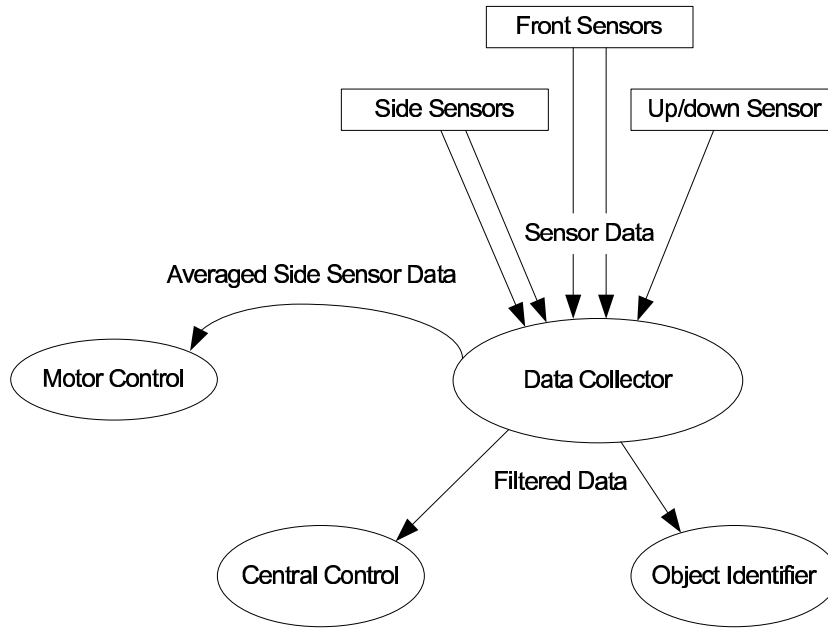 Front Sensors
Side Sensors
Up/down Sensor
Sensor Data
Averaged Side Sensor Data
Motor Control
Data Collector
Filtered Data
Central Control
Object Identifier